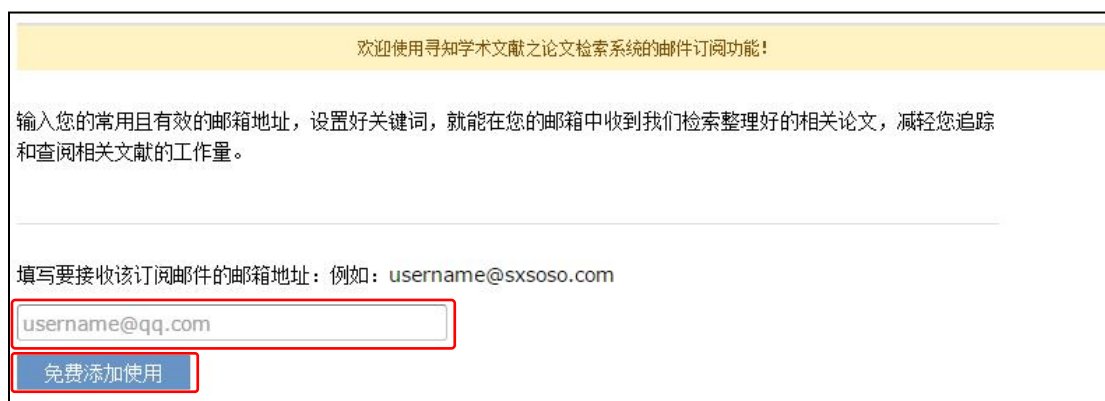 欢迎使用寻知学术文献之论文检索系统的邮件订阅功能！
输入您的常用且有效的邮箱地址，设置好关键词，就能在您的邮箱中收到我们检索整理好的相关论文，减轻您追踪
和查阅相关文献的工作量。
填写要接收该订阅邮件的邮箱地址：例如：username@sxsoso.com
username@qq.com
免费添加使用